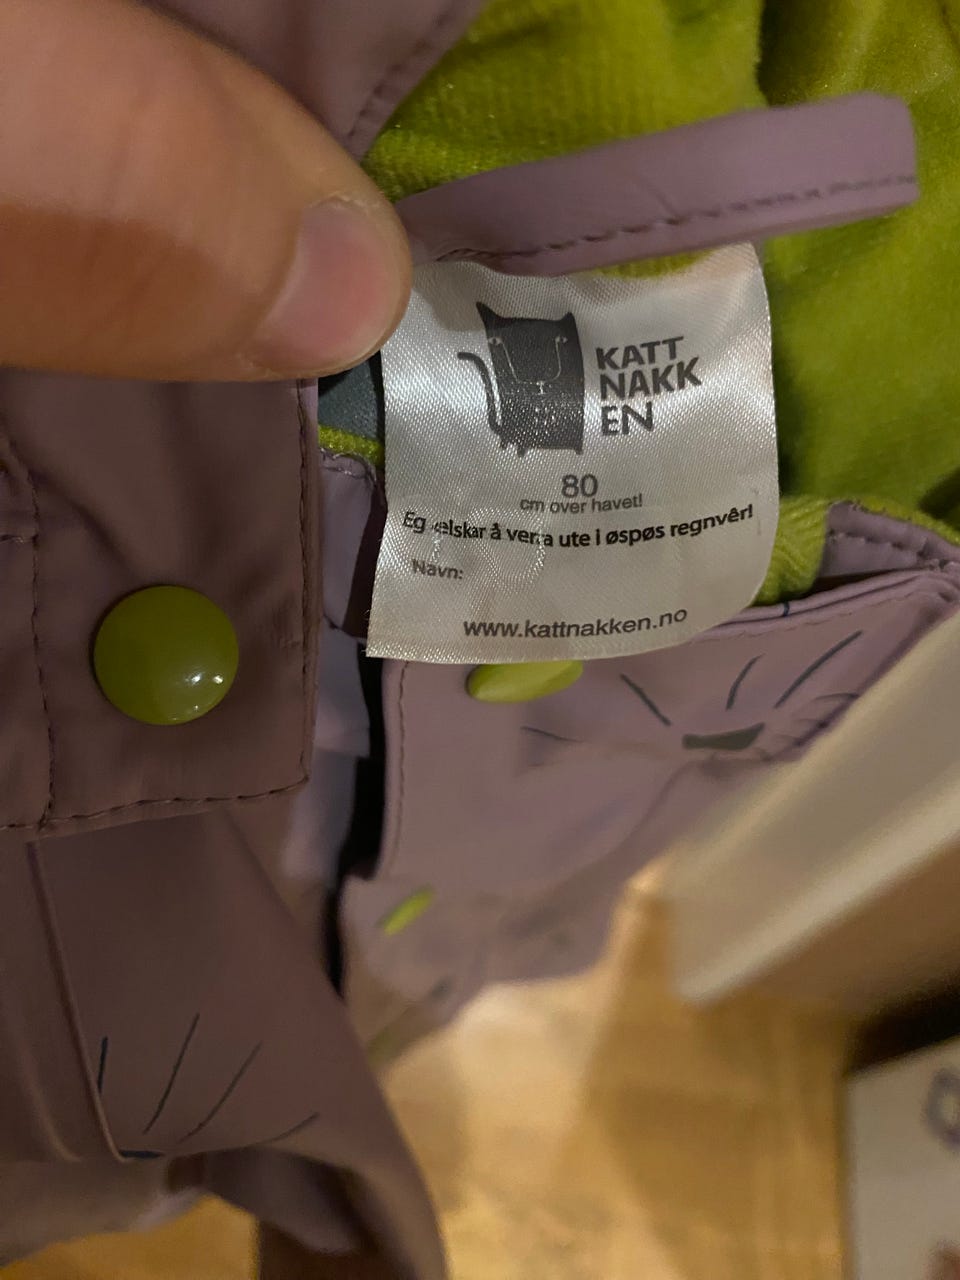 KATT
NAKK
EN
80
cm over havet!
Eg elskar å vera ute i øspøs regnvêr!
Navn:
www.kattnakken.no